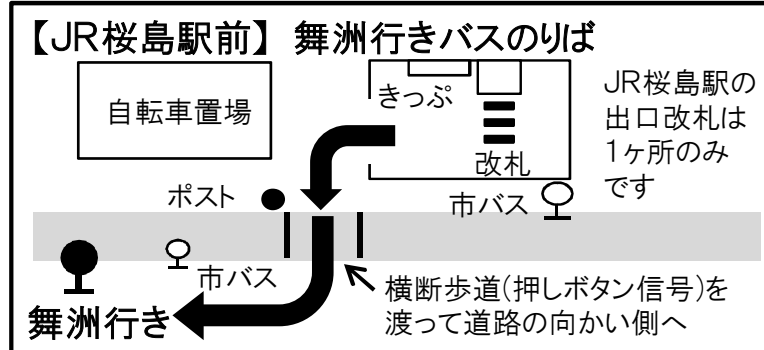 【JR桜島駅前】 舞洲行きバスのりば
自転車置場
きっぷ
改札
JR桜島駅の
出口改札は
1ヶ所のみ
です
ポスト
市バス
市バス
舞洲行き
横断歩道(押しボタン信号)を
渡って道路の向かい側へ